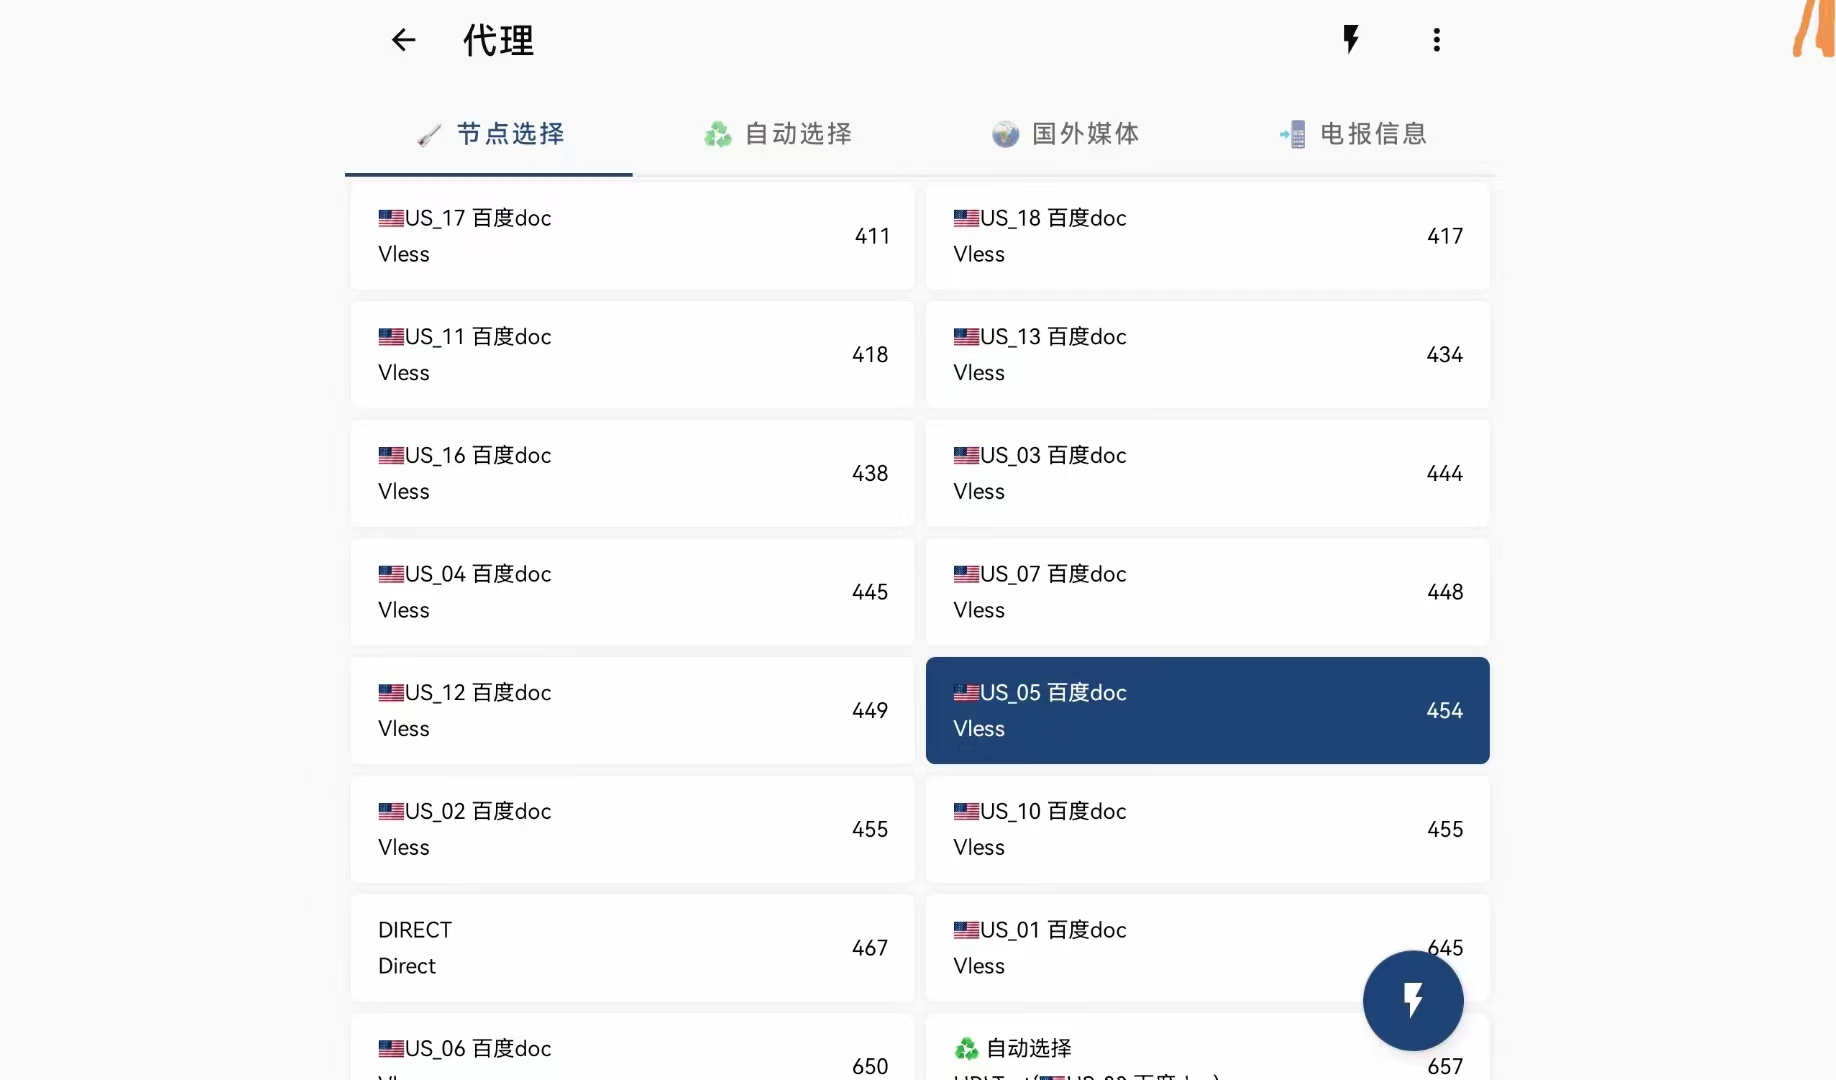 代理
节点选择
自动选择
国外媒体
电报信息
US_17 百度doc
Vless
411
US_18 百度doc
Vless
417
US_11 百度doc
Vless
418
US_13 百度doc
Vless
434
US_16 百度doc
Vless
438
US_03 百度doc
Vless
444
US_04 百度doc
Vless
445
US_07 百度doc
Vless
448
US_12 百度doc
Vless
449
US_05 百度doc
Vless
454
US_02 百度doc
Vless
455
US_10 百度doc
Vless
455
DIRECT
Direct
467
US_01 百度doc
Vless
645
US_06 百度doc
650
自动选择
657